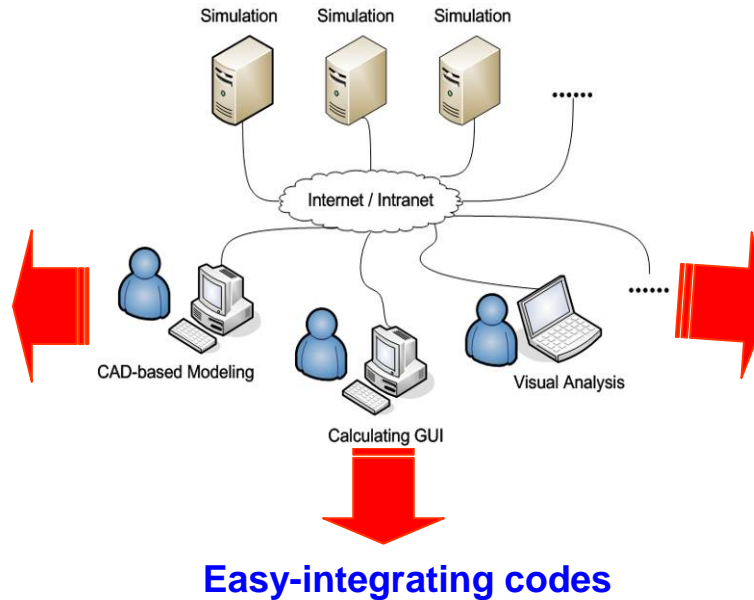 Simulation Simulation Simulation
......
Internet / Intranet
......
CAD-based Modeling
Visual Analysis
Calculating GUI
Easy-integrating codes